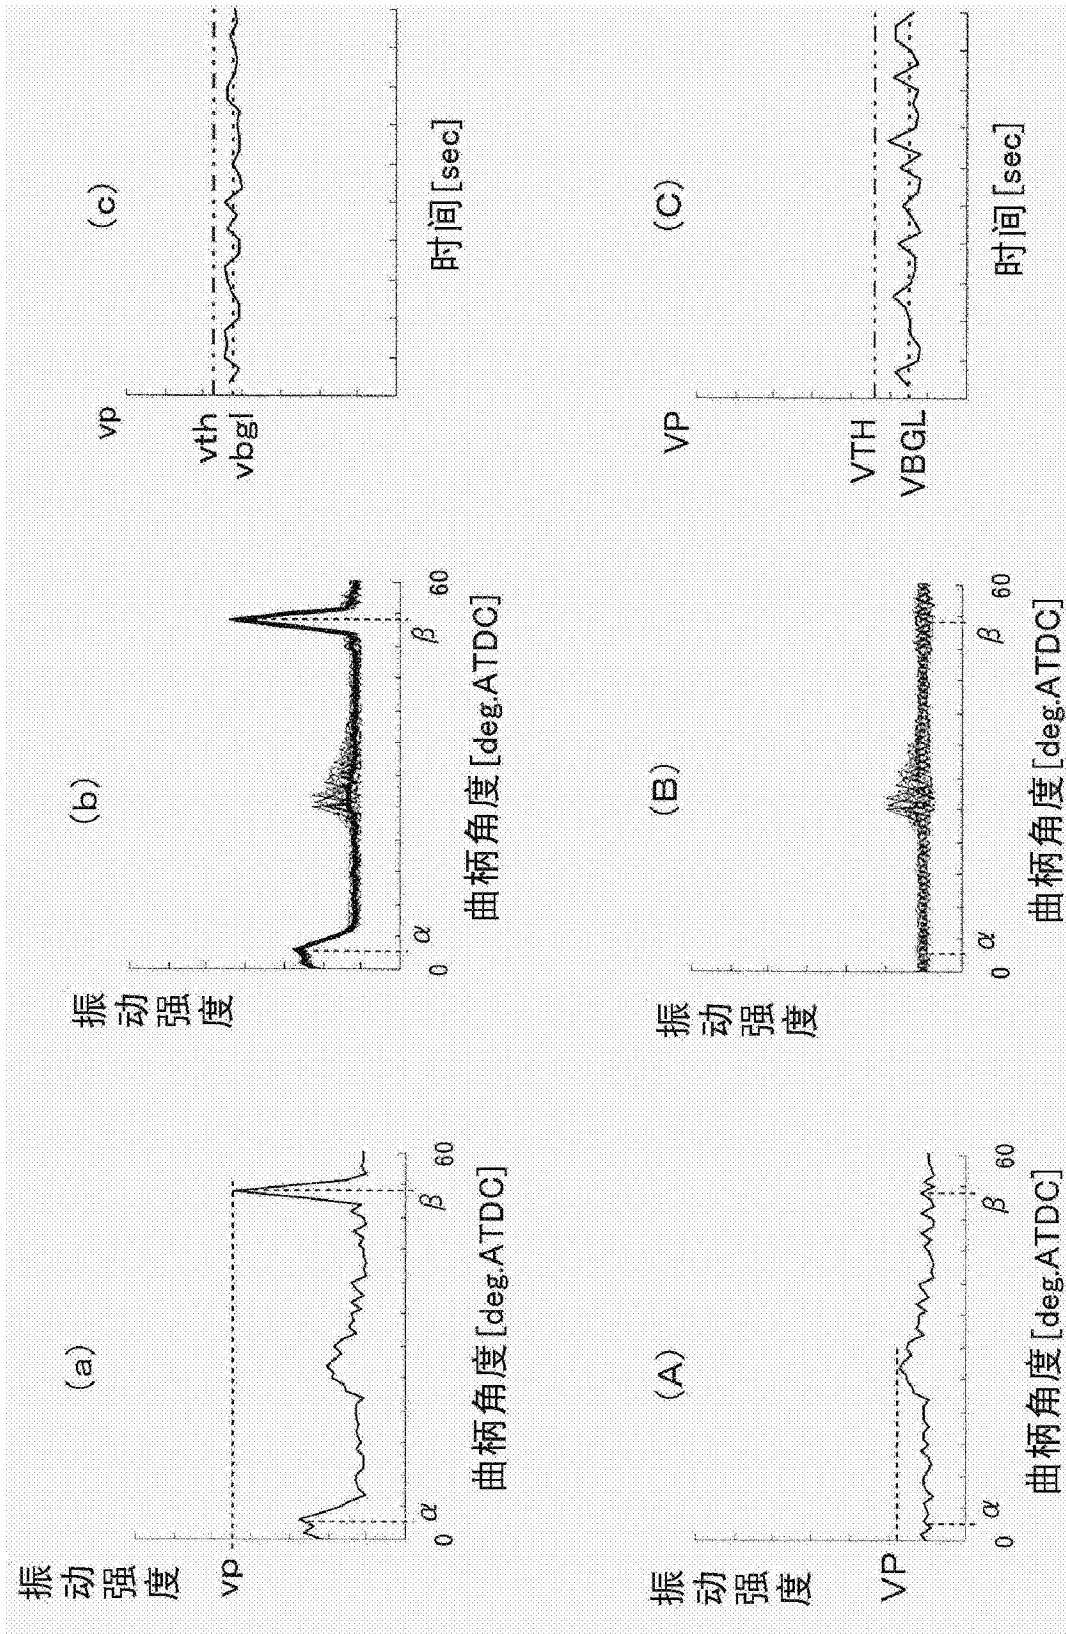 (a)
振动强度
vp
0
α
β
60
曲柄角度[deg.ATDC]
(b)
振动强度
0
α
β
60
曲柄角度[deg.ATDC]
(c)
vp
vth
vbgl
时间[sec]
(A)
振动强度
VP
0
α
β
60
曲柄角度[deg.ATDC]
(B)
振动强度
0
α
β
60
曲柄角度[deg.ATDC]
(C)
VP
VTH
VBGL
时间[sec]